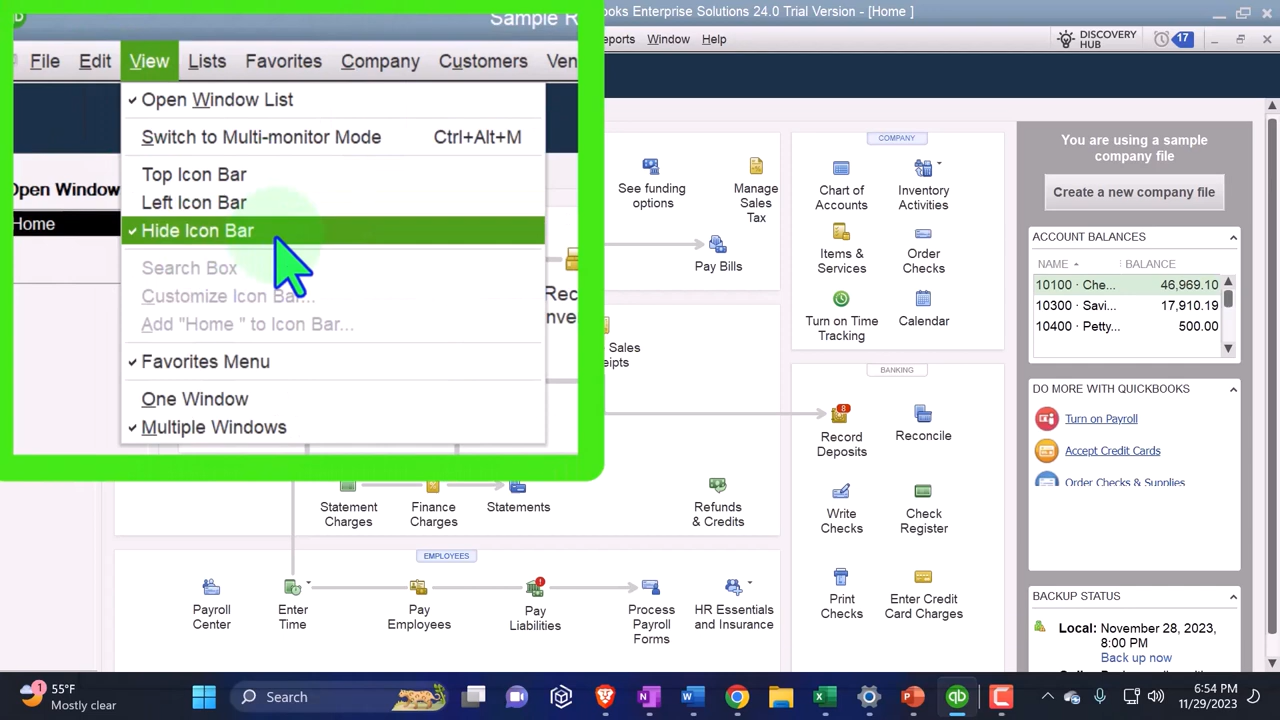 Sample R
ooks Enterprise Solutions 24.0 Trial Version - [Home ]
File Edit View Lists Favorites Company Customers Ven
ports Window Help
DISCOVERY
HUB
17
Open Window List
Switch to Multi-monitor Mode Ctrl+Alt+M
Top Icon Bar
Left Icon Bar
Hide Icon Bar
Search Box
Customize Icon Bar...
Add "Home " to Icon Bar...
Favorites Menu
One Window
Multiple Windows
Open Window
Home
See funding
options
Manage
Sales
Tax
Pay Bills
Rec
Inve
Sales
eipts
Statement
Charges
Finance
Charges
Statements
Refunds
& Credits
EMPLOYEES
Payroll
Center
Enter
Time
Pay
Employees
Pay
Liabilities
Process
Payroll
Forms
HR Essentials
and Insurance
COMPANY
Chart of
Accounts
Inventory
Activities
Items &
Services
Order
Checks
Turn on Time
Tracking
Calendar
BANKING
8
Record
Deposits
Reconcile
Write
Checks
Check
Register
Print
Checks
Enter Credit
Card Charges
You are using a sample
company file
Create a new company file
ACCOUNT BALANCES
NAME BALANCE
10100 · Che... 46,969.10
10300 · Savi... 17,910.19
10400 · Petty... 500.00
DO MORE WITH QUICKBOOKS
Turn on Payroll
Accept Credit Cards
Order Checks & Supplies
BACKUP STATUS
Local: November 28, 2023,
8:00 PM
Back up now
1
55°F
Mostly clear
Search
6:54 PM
11/29/2023